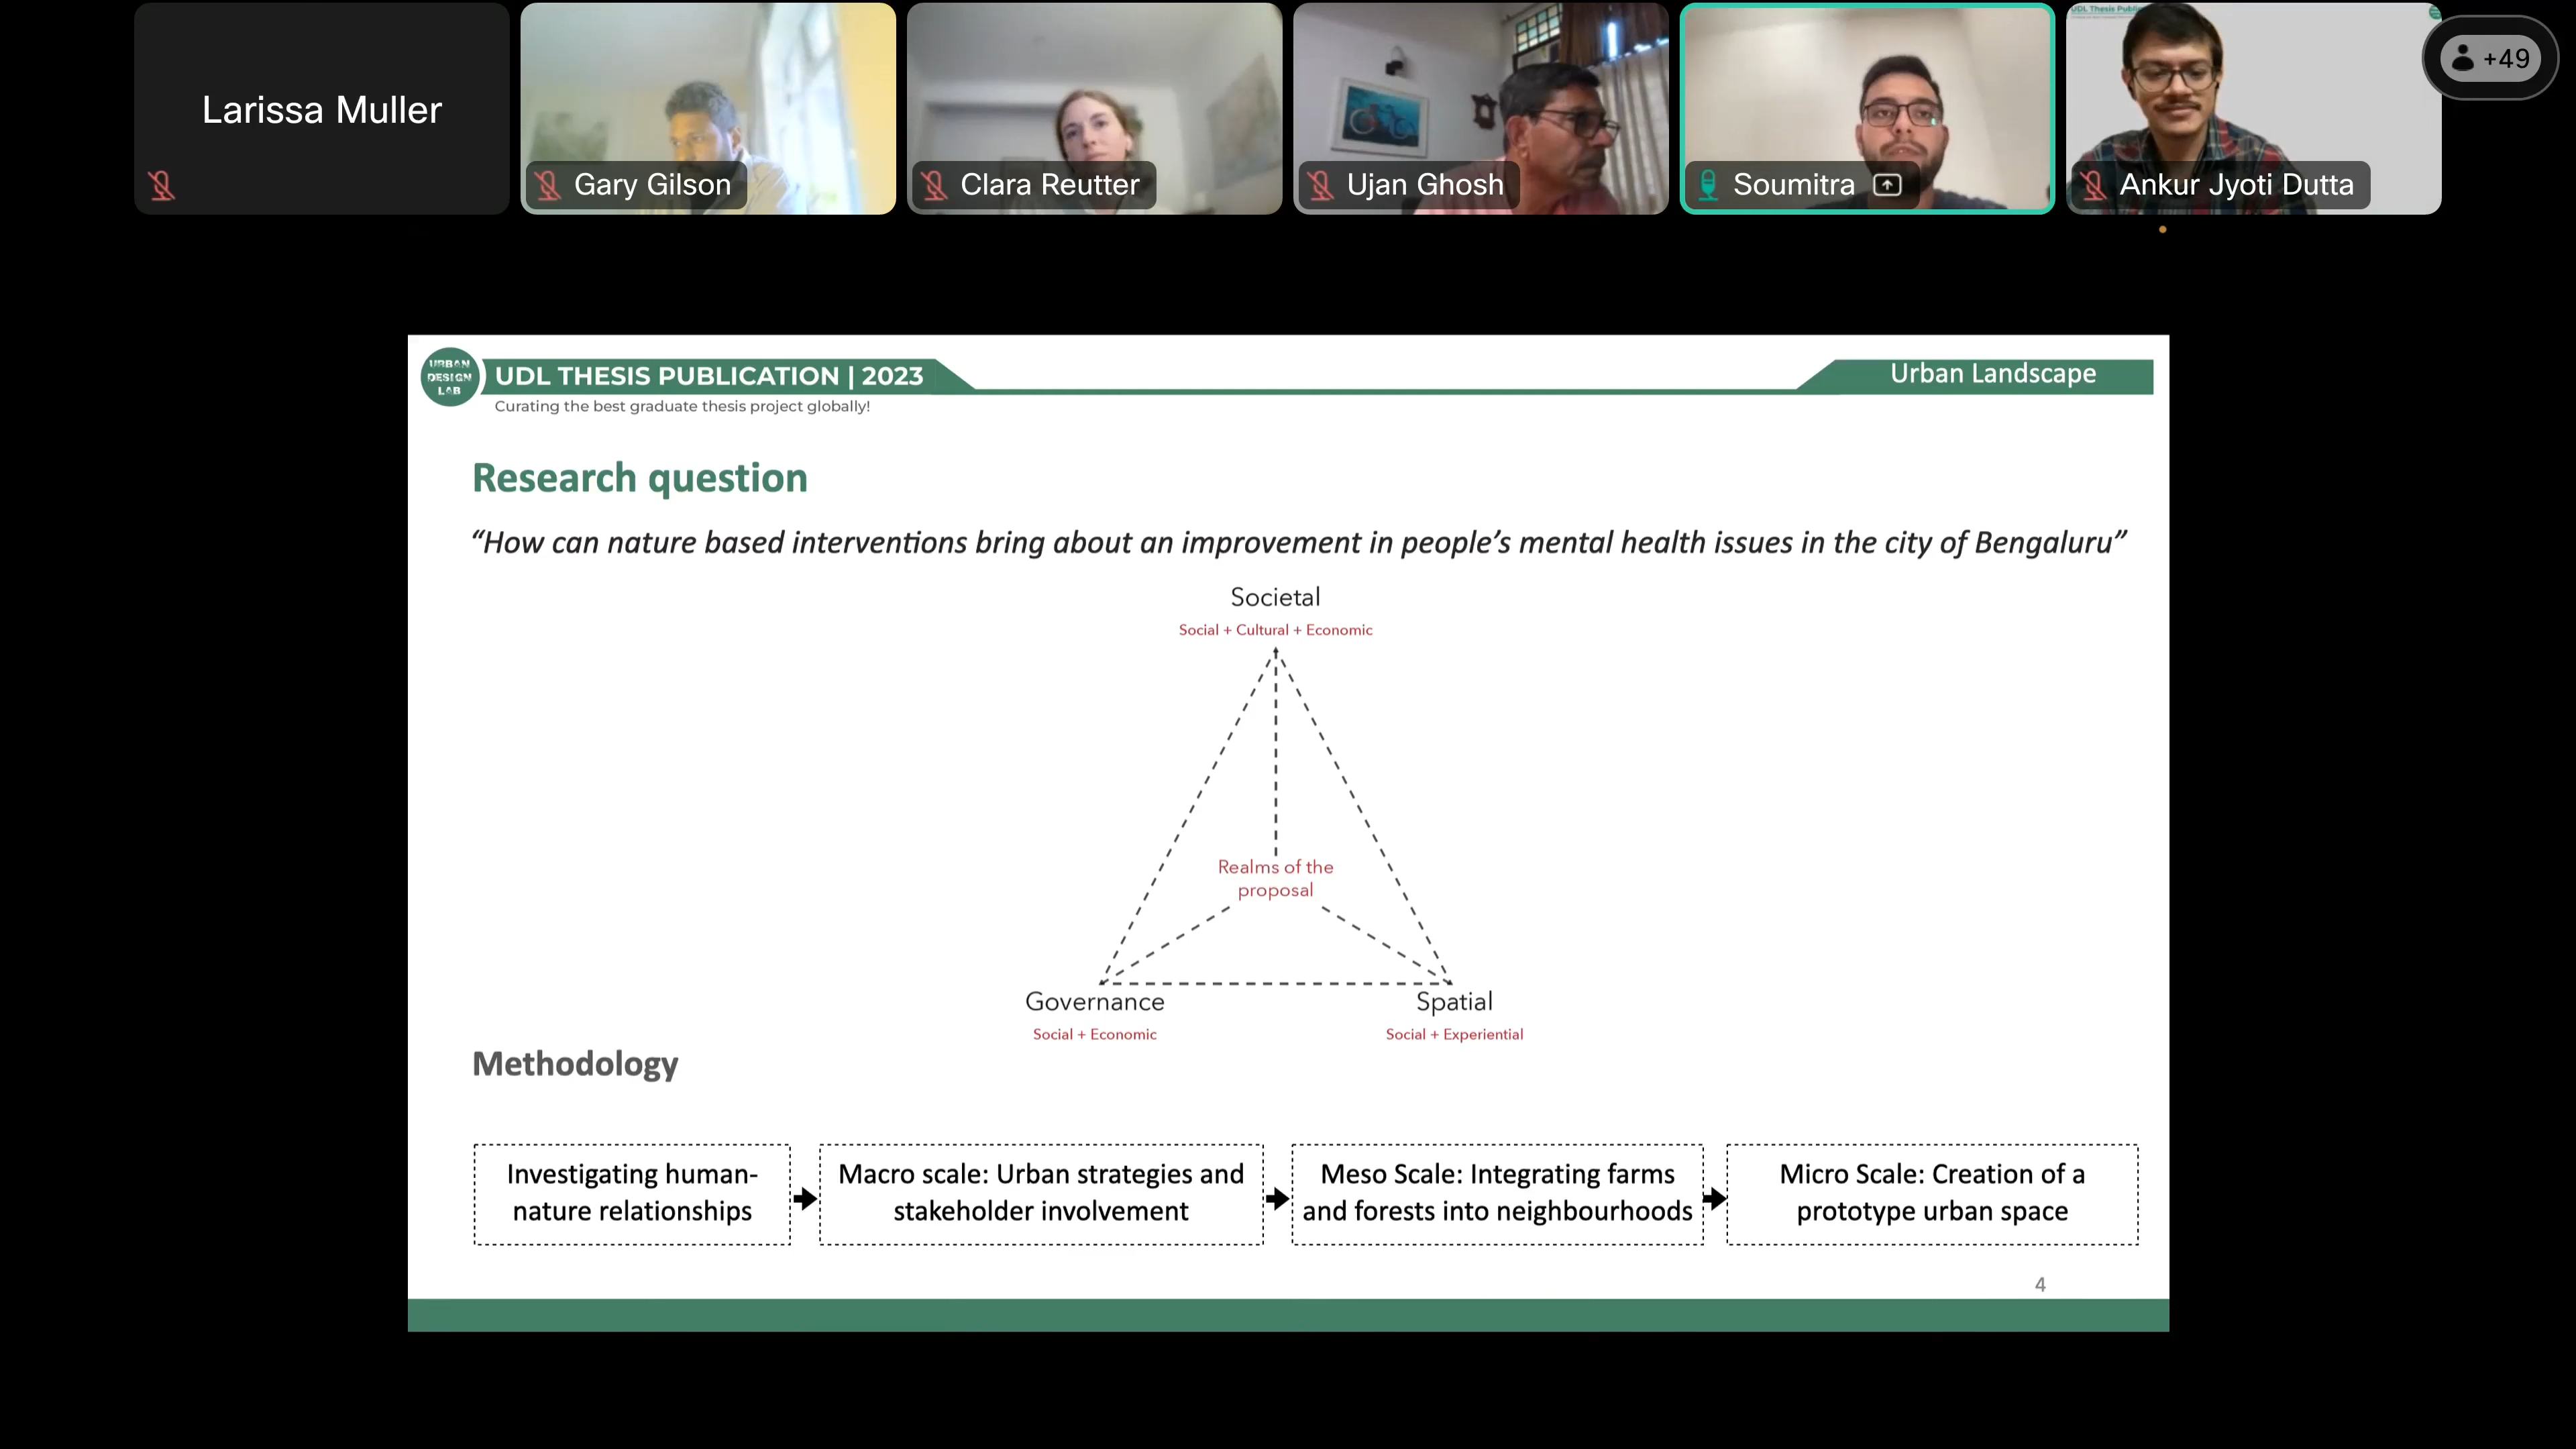 Larissa Muller
Gary Gilson
Clara Reutter
Ujan Ghosh
Soumitra
UDL Thesis Public
Ankur Jyoti Dutta
+49
URBAN
DESIGN
LAB
UDL THESIS PUBLICATION | 2023
Curating the best graduate thesis project globally!
Urban Landscape
Research question
“How can nature based interventions bring about an improvement in people’s mental health issues in the city of Bengaluru”
Societal
Social + Cultural + Economic
Realms of the
proposal
Governance
Social + Economic
Spatial
Social + Experiential
Methodology
Investigating human-
nature relationships
Macro scale: Urban strategies and
stakeholder involvement
Meso Scale: Integrating farms
and forests into neighbourhoods
Micro Scale: Creation of a
prototype urban space
4